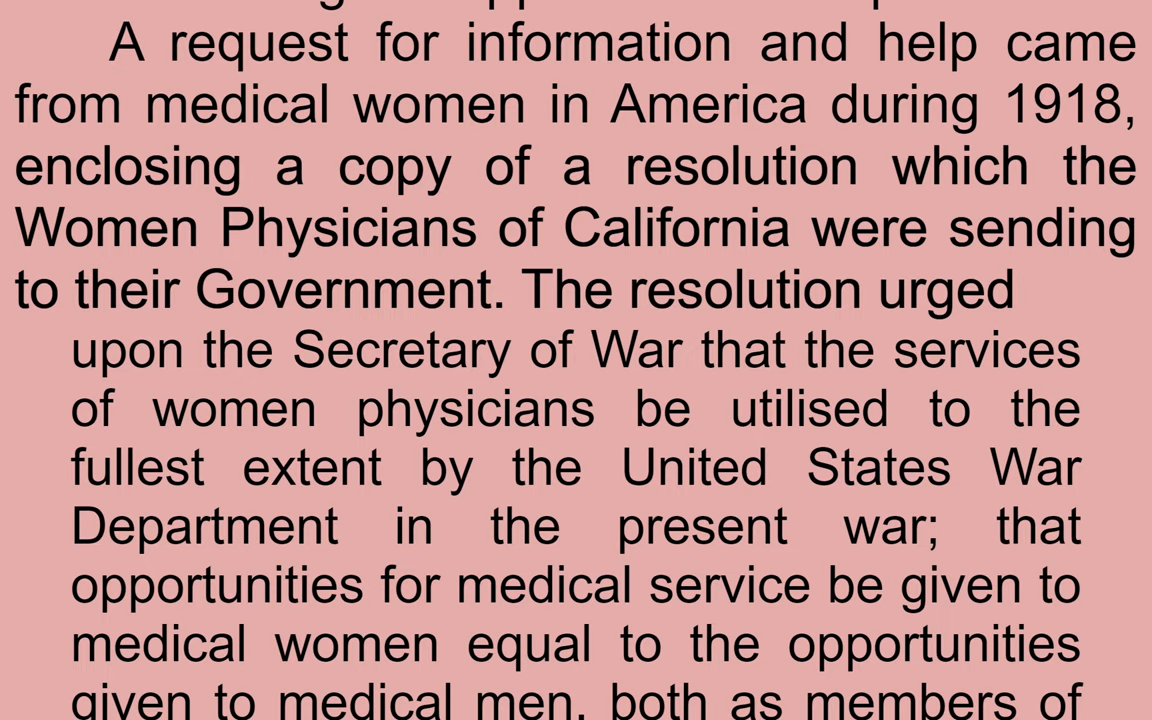 A request for information and help came
from medical women in America during 1918,
enclosing a copy of a resolution which the
Women Physicians of California were sending
to their Government. The resolution urged
upon the Secretary of War that the services
of women physicians be utilised to the
fullest extent by the United States War
Department in the present war; that
opportunities for medical service be given to
medical women equal to the opportunities
given to medical men, both as members of